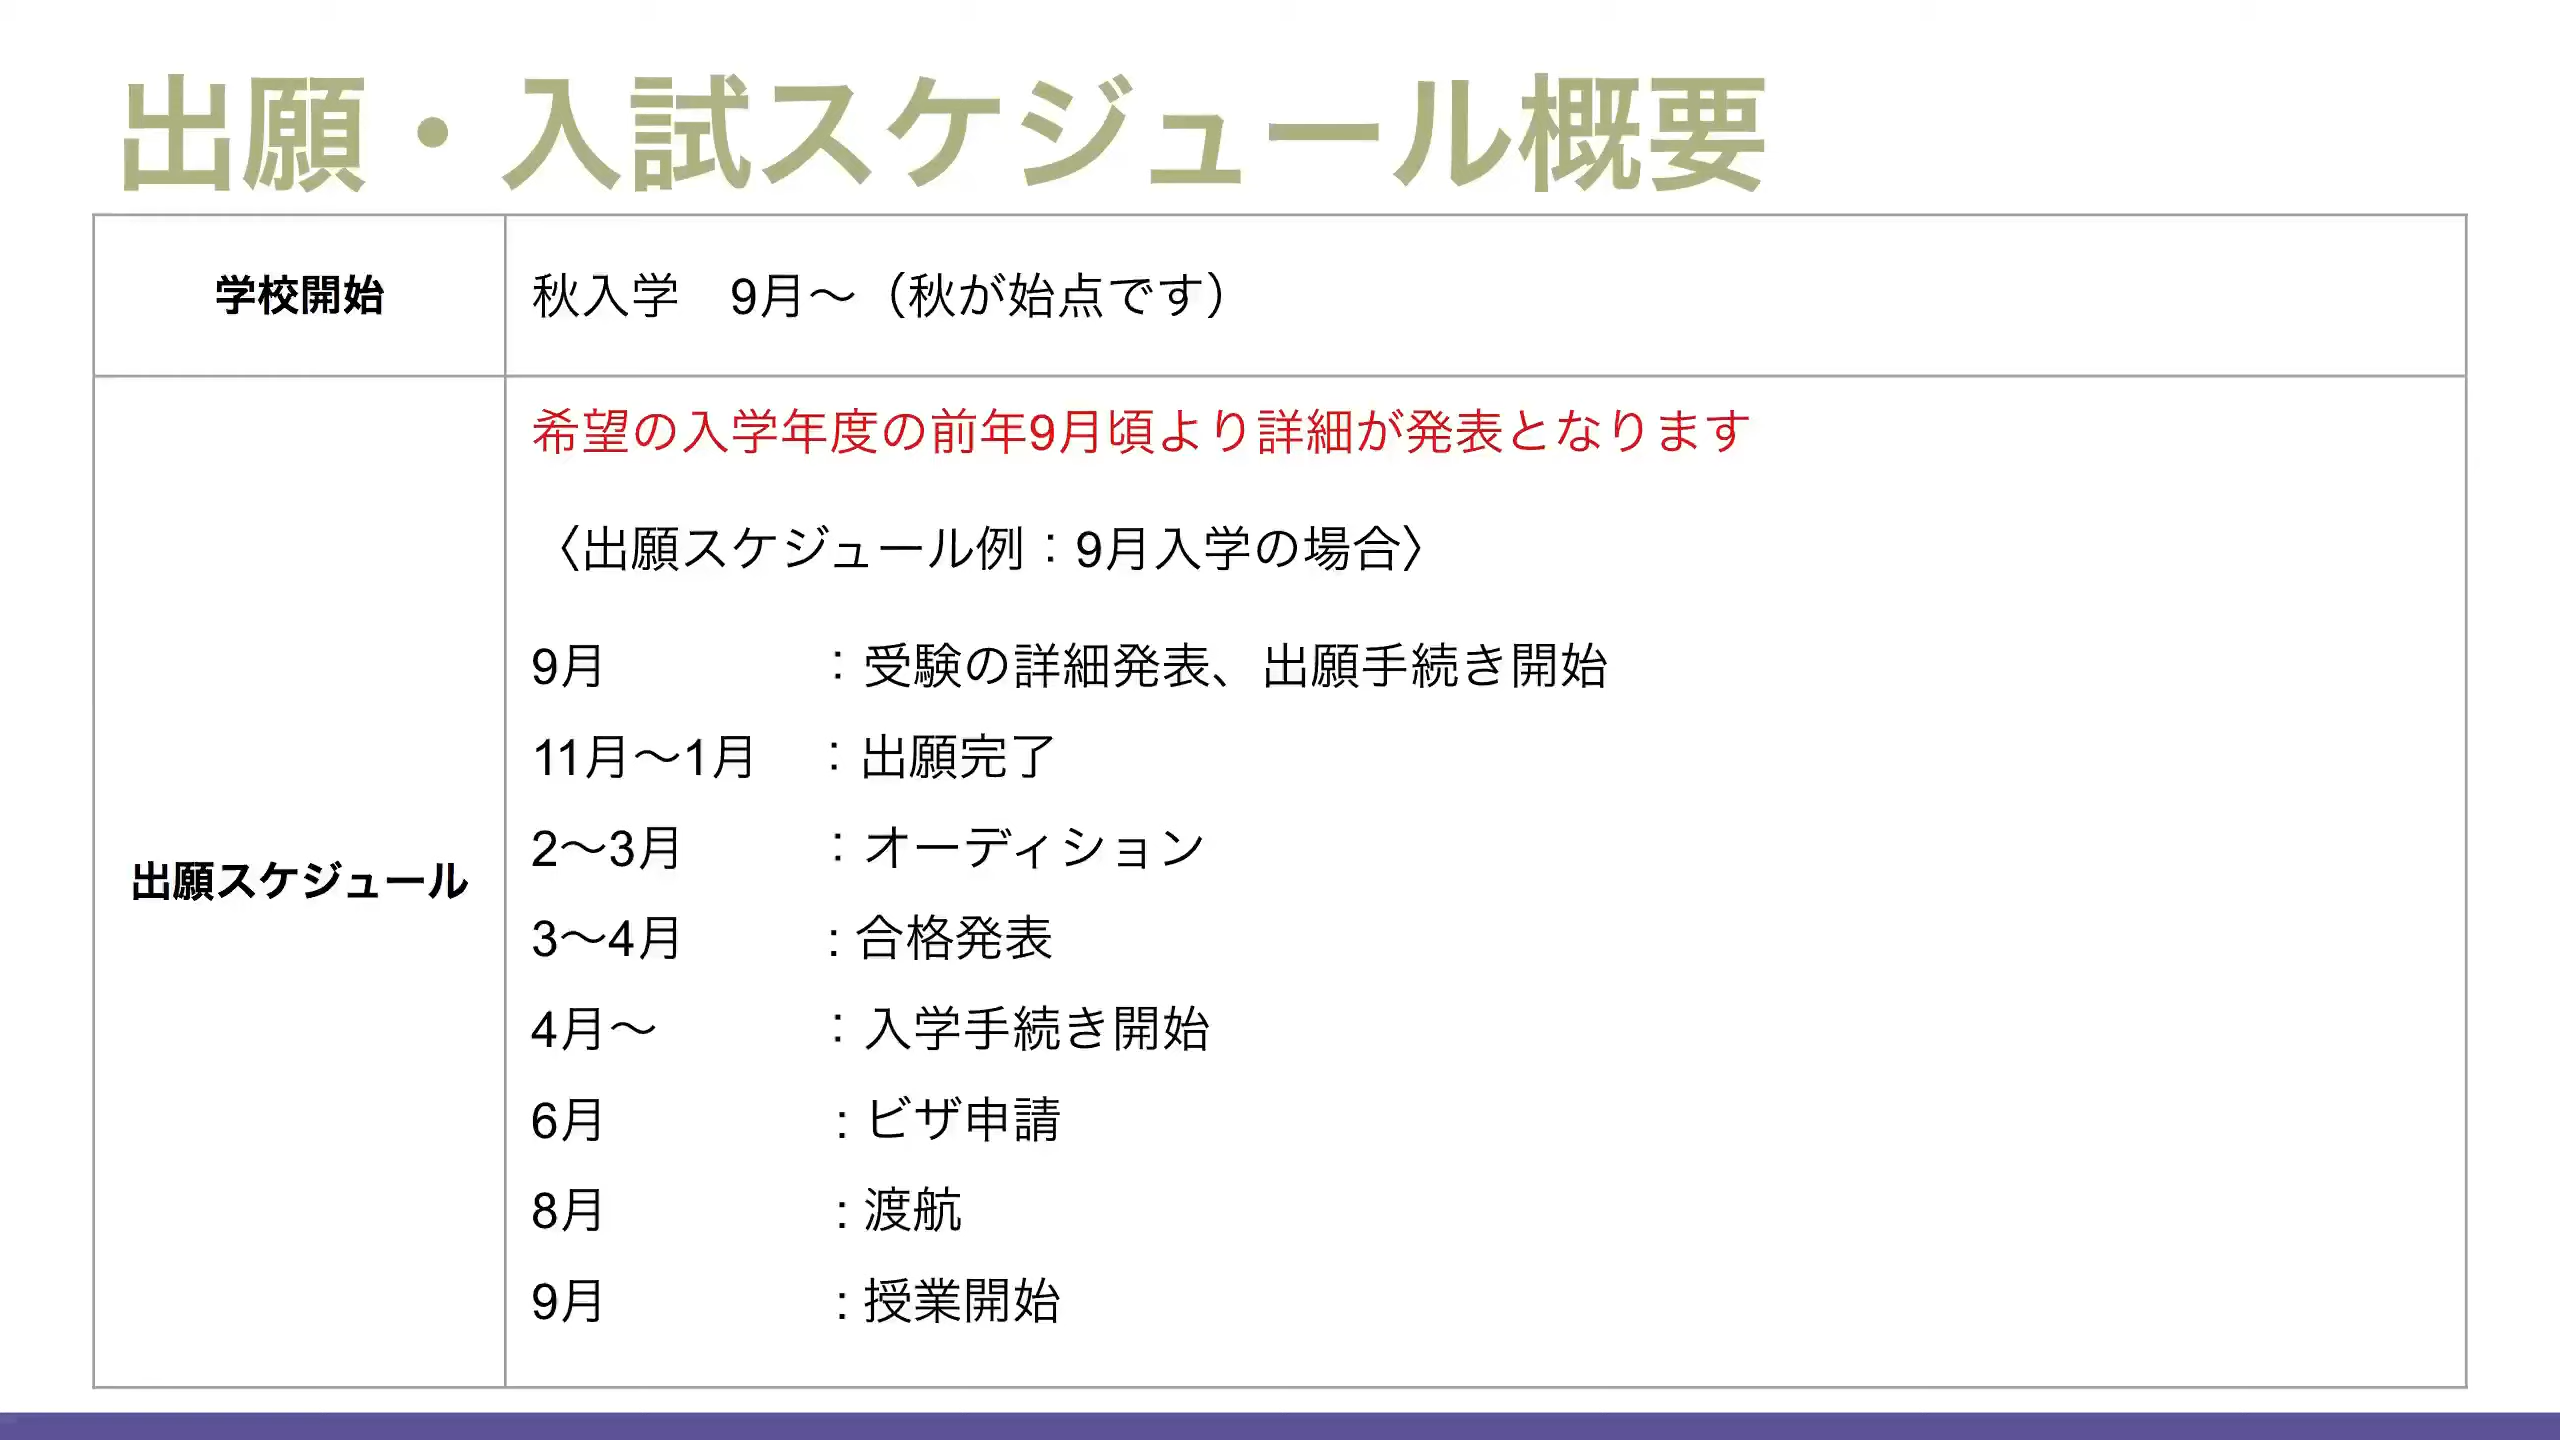 出願・入試スケジュール概要
学校開始
秋入学　9月〜（秋が始点です）
出願スケジュール
希望の入学年度の前年9月頃より詳細が発表となります
〈出願スケジュール例：9月入学の場合〉
9月　　　　：受験の詳細発表、出願手続き開始
11月〜1月　：出願完了
2〜3月　　　：オーディション
3〜4月　　　: 合格発表
4月〜　　　：入学手続き開始
6月　　　　: ビザ申請
8月　　　　: 渡航
9月　　　　: 授業開始